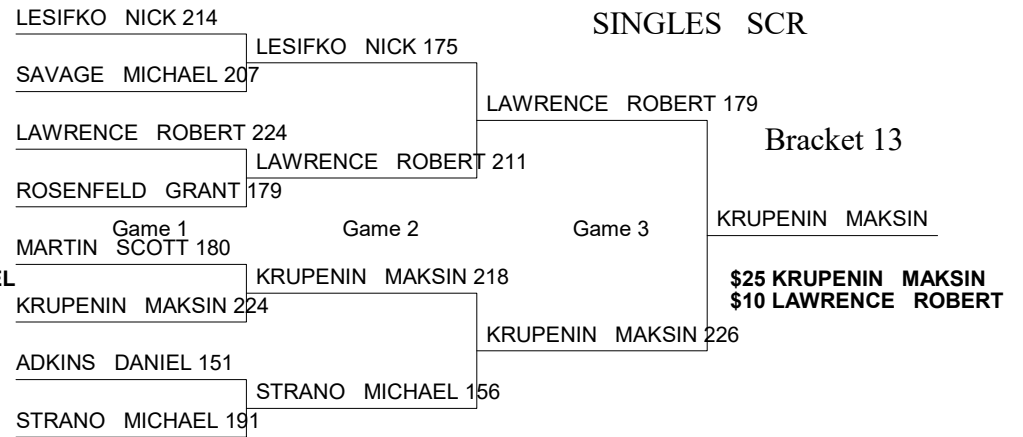 LESIFKO NICK 214
SINGLES SCR
LESIFKO NICK 175
SAVAGE MICHAEL 207
LAWRENCE ROBERT 179
LAWRENCE ROBERT 224
Bracket 13
LAWRENCE ROBERT 211
ROSENFELD GRANT 179
Game 1
Game 2
Game 3
KRUPENIN MAKSIN
MARTIN SCOTT 180
EL
KRUPENIN MAKSIN 218
$25 KRUPENIN MAKSIN
$10 LAWRENCE ROBERT
KRUPENIN MAKSIN 224
KRUPENIN MAKSIN 226
ADKINS DANIEL 151
STRANO MICHAEL 156
STRANO MICHAEL 191